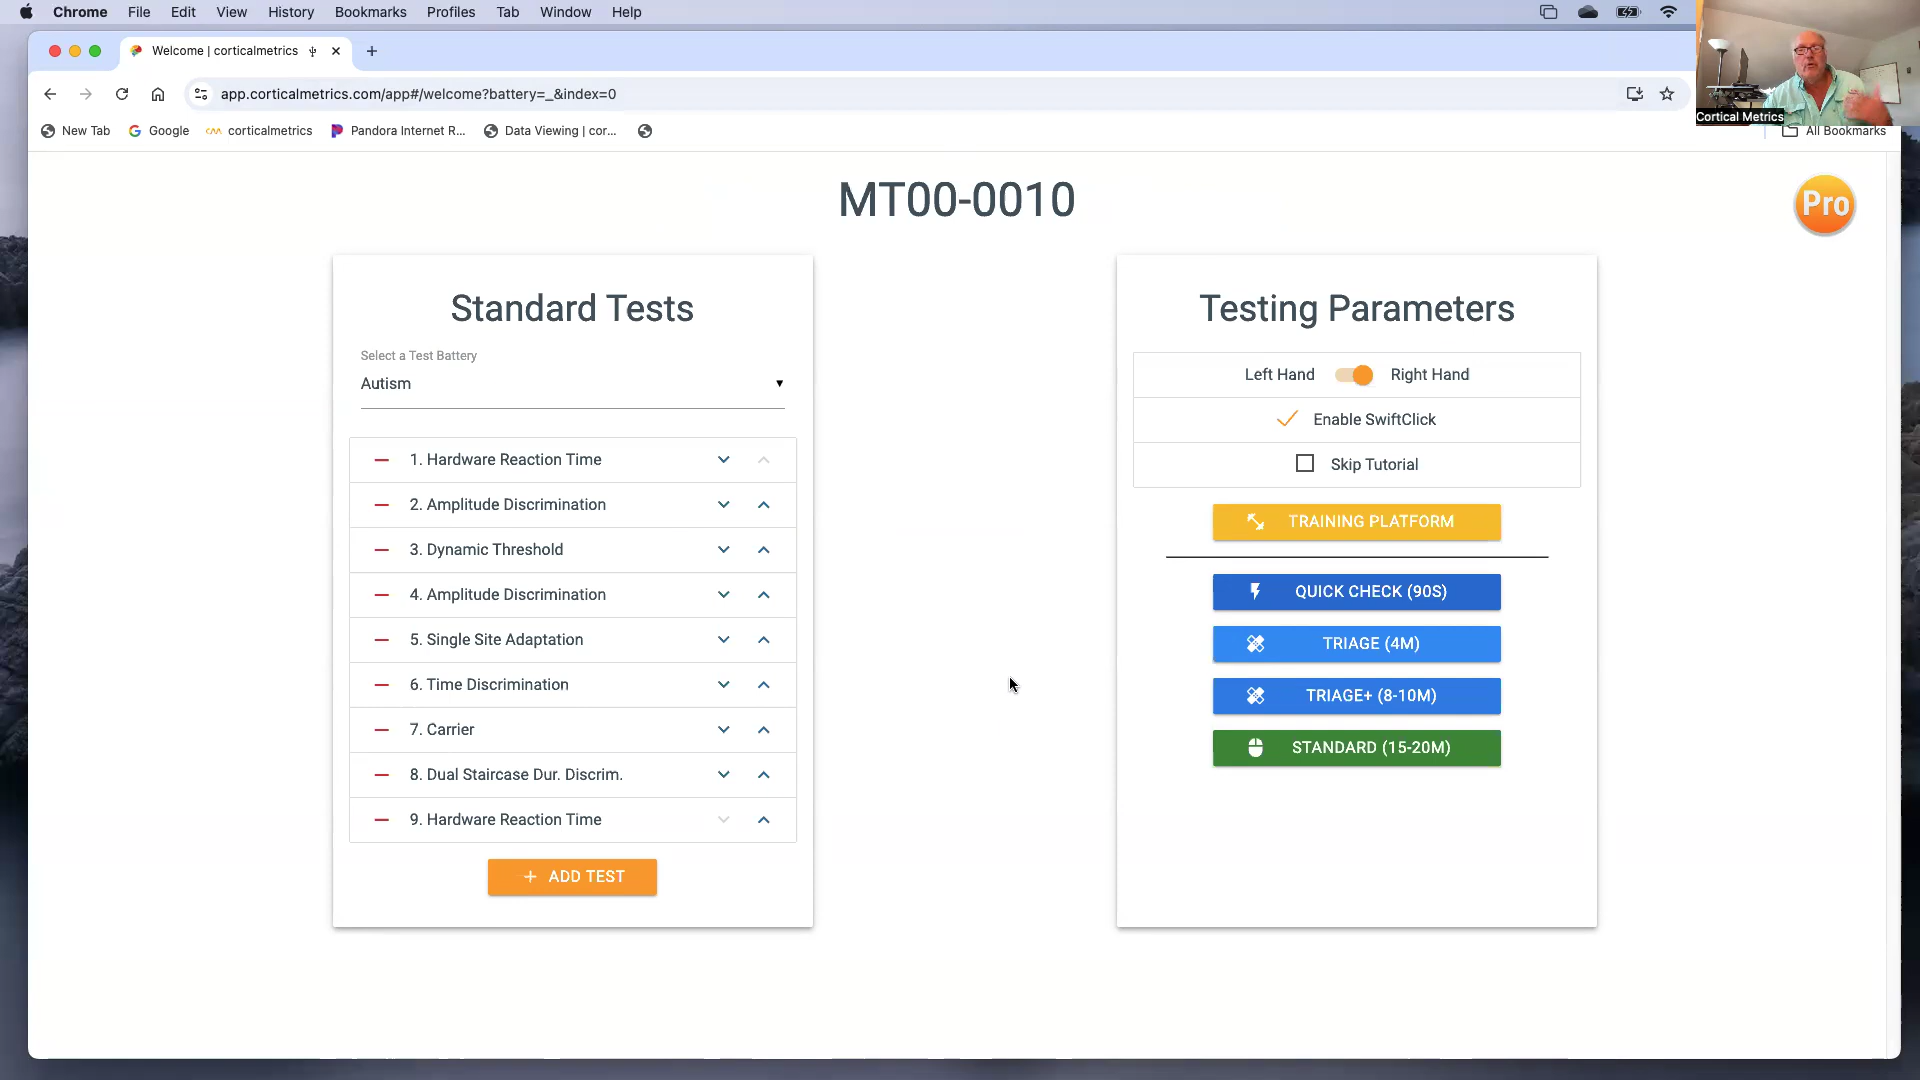 Chrome File Edit View History Bookmarks Profiles Tab Window Help
Welcome | corticalmetrics
app.corticalmetrics.com/app#/welcome?battery=_&index=0
New Tab Google corticalmetrics Pandora Internet R... Data Viewing | cor... All Bookmarks
Cortical Metrics
MT00-0010
Pro
Standard Tests
Select a Test Battery
Autism
1. Hardware Reaction Time
2. Amplitude Discrimination
3. Dynamic Threshold
4. Amplitude Discrimination
5. Single Site Adaptation
6. Time Discrimination
7. Carrier
8. Dual Staircase Dur. Discrim.
9. Hardware Reaction Time
+ ADD TEST
Testing Parameters
Left Hand Right Hand
Enable SwiftClick
Skip Tutorial
TRAINING PLATFORM
QUICK CHECK (90S)
TRIAGE (4M)
TRIAGE+ (8-10M)
STANDARD (15-20M)